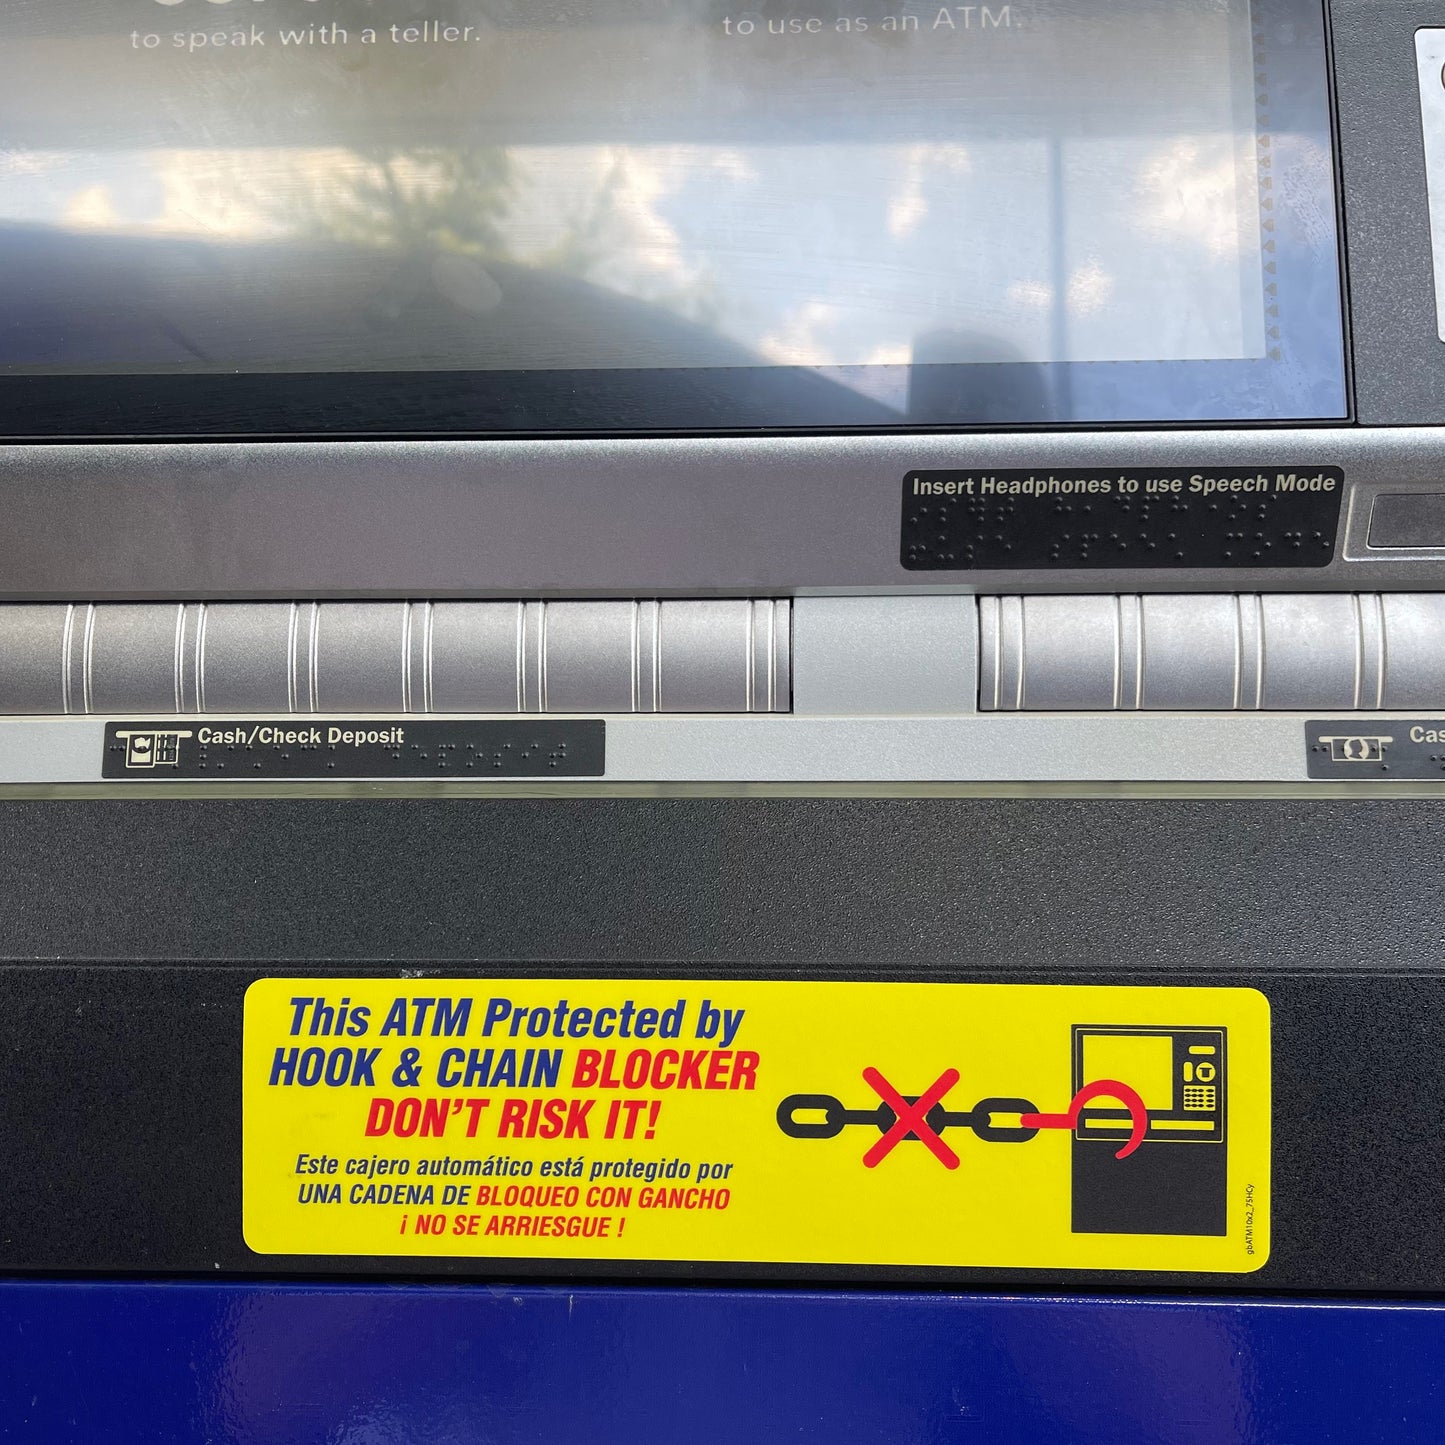 to speak with a teller.
to use as an ATM.
Insert Headphones to use Speech Mode
Cash/Check Deposit
This ATM Protected by
HOOK & CHAIN BLOCKER
DON'T RISK IT!
Este cajero automático está protegido por
UNA CADENA DE BLOQUEO CON GANCHO
¡ NO SE ARRIESGUE !
gbATM10x2_75HCy